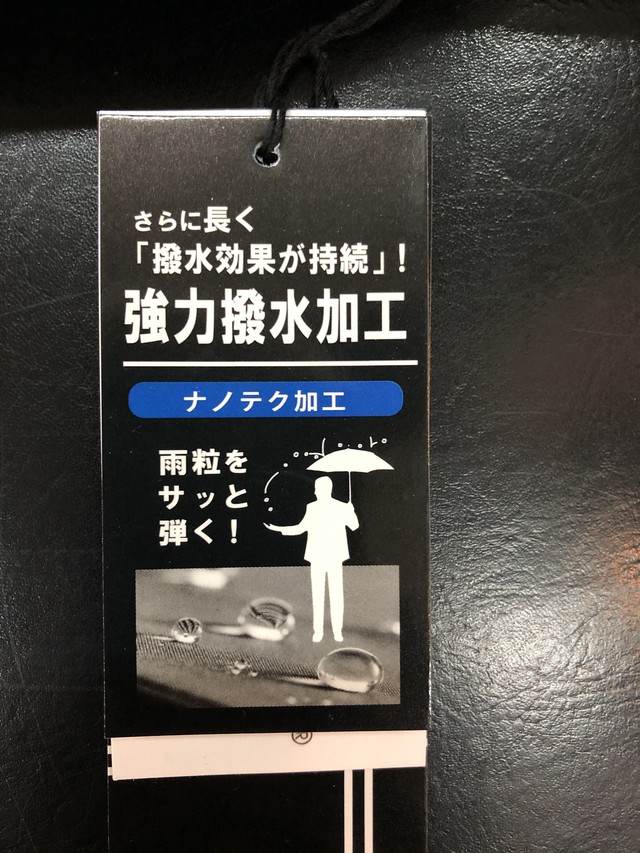 さらに長く
「撥水効果が持続」!
強力撥水加工
ナノテク加工
雨粒を
サッと
弾く!
®